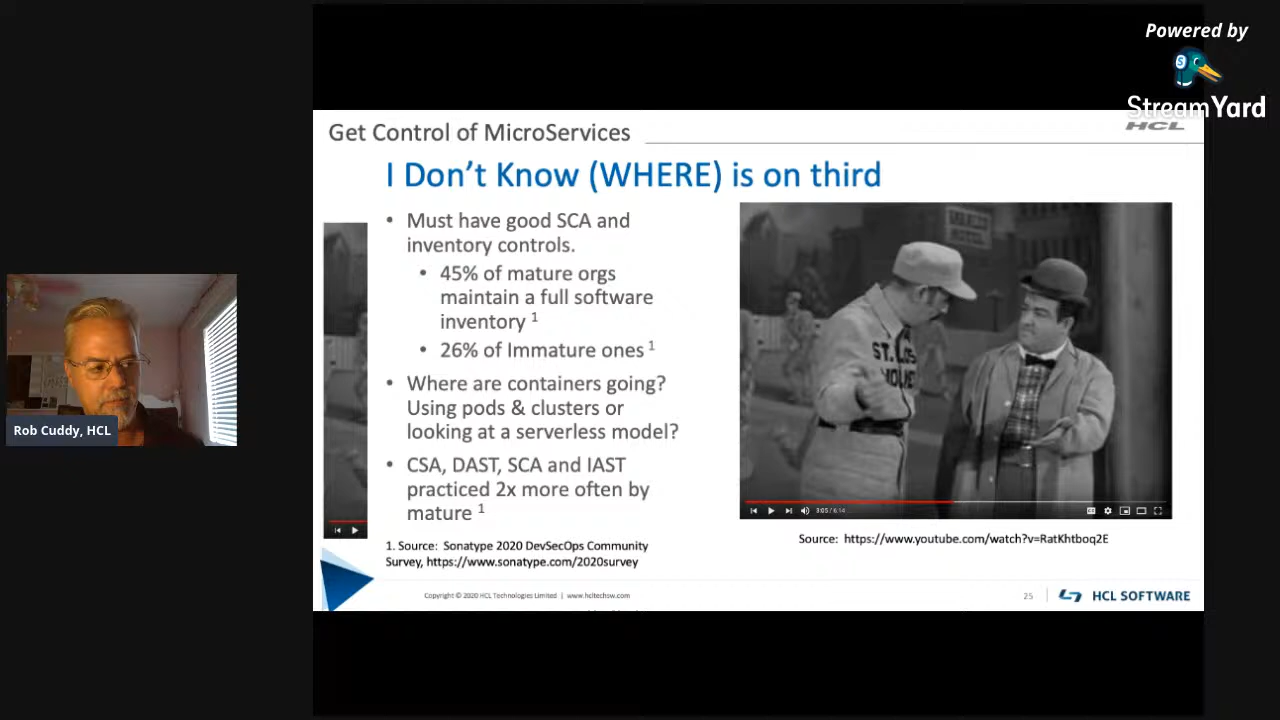 Powered by
StreamYard
HCL
Get Control of MicroServices
I Don't Know (WHERE) is on third
• Must have good SCA and
inventory controls.
• 45% of mature orgs
maintain a full software
inventory 1
• 26% of Immature ones 1
• Where are containers going?
Using pods & clusters or
looking at a serverless model?
• CSA, DAST, SCA and IAST
practiced 2x more often by
mature 1
1. Source: Sonatype 2020 DevSecOps Community
Survey, https://www.sonatype.com/2020survey
ST. LOUIS
3:05 / 6:14
Source: https://www.youtube.com/watch?v=RatKhtboq2E
Rob Cuddy, HCL
Copyright © 2020 HCL Technologies Limited | www.hcltechsw.com
25
HCL SOFTWARE